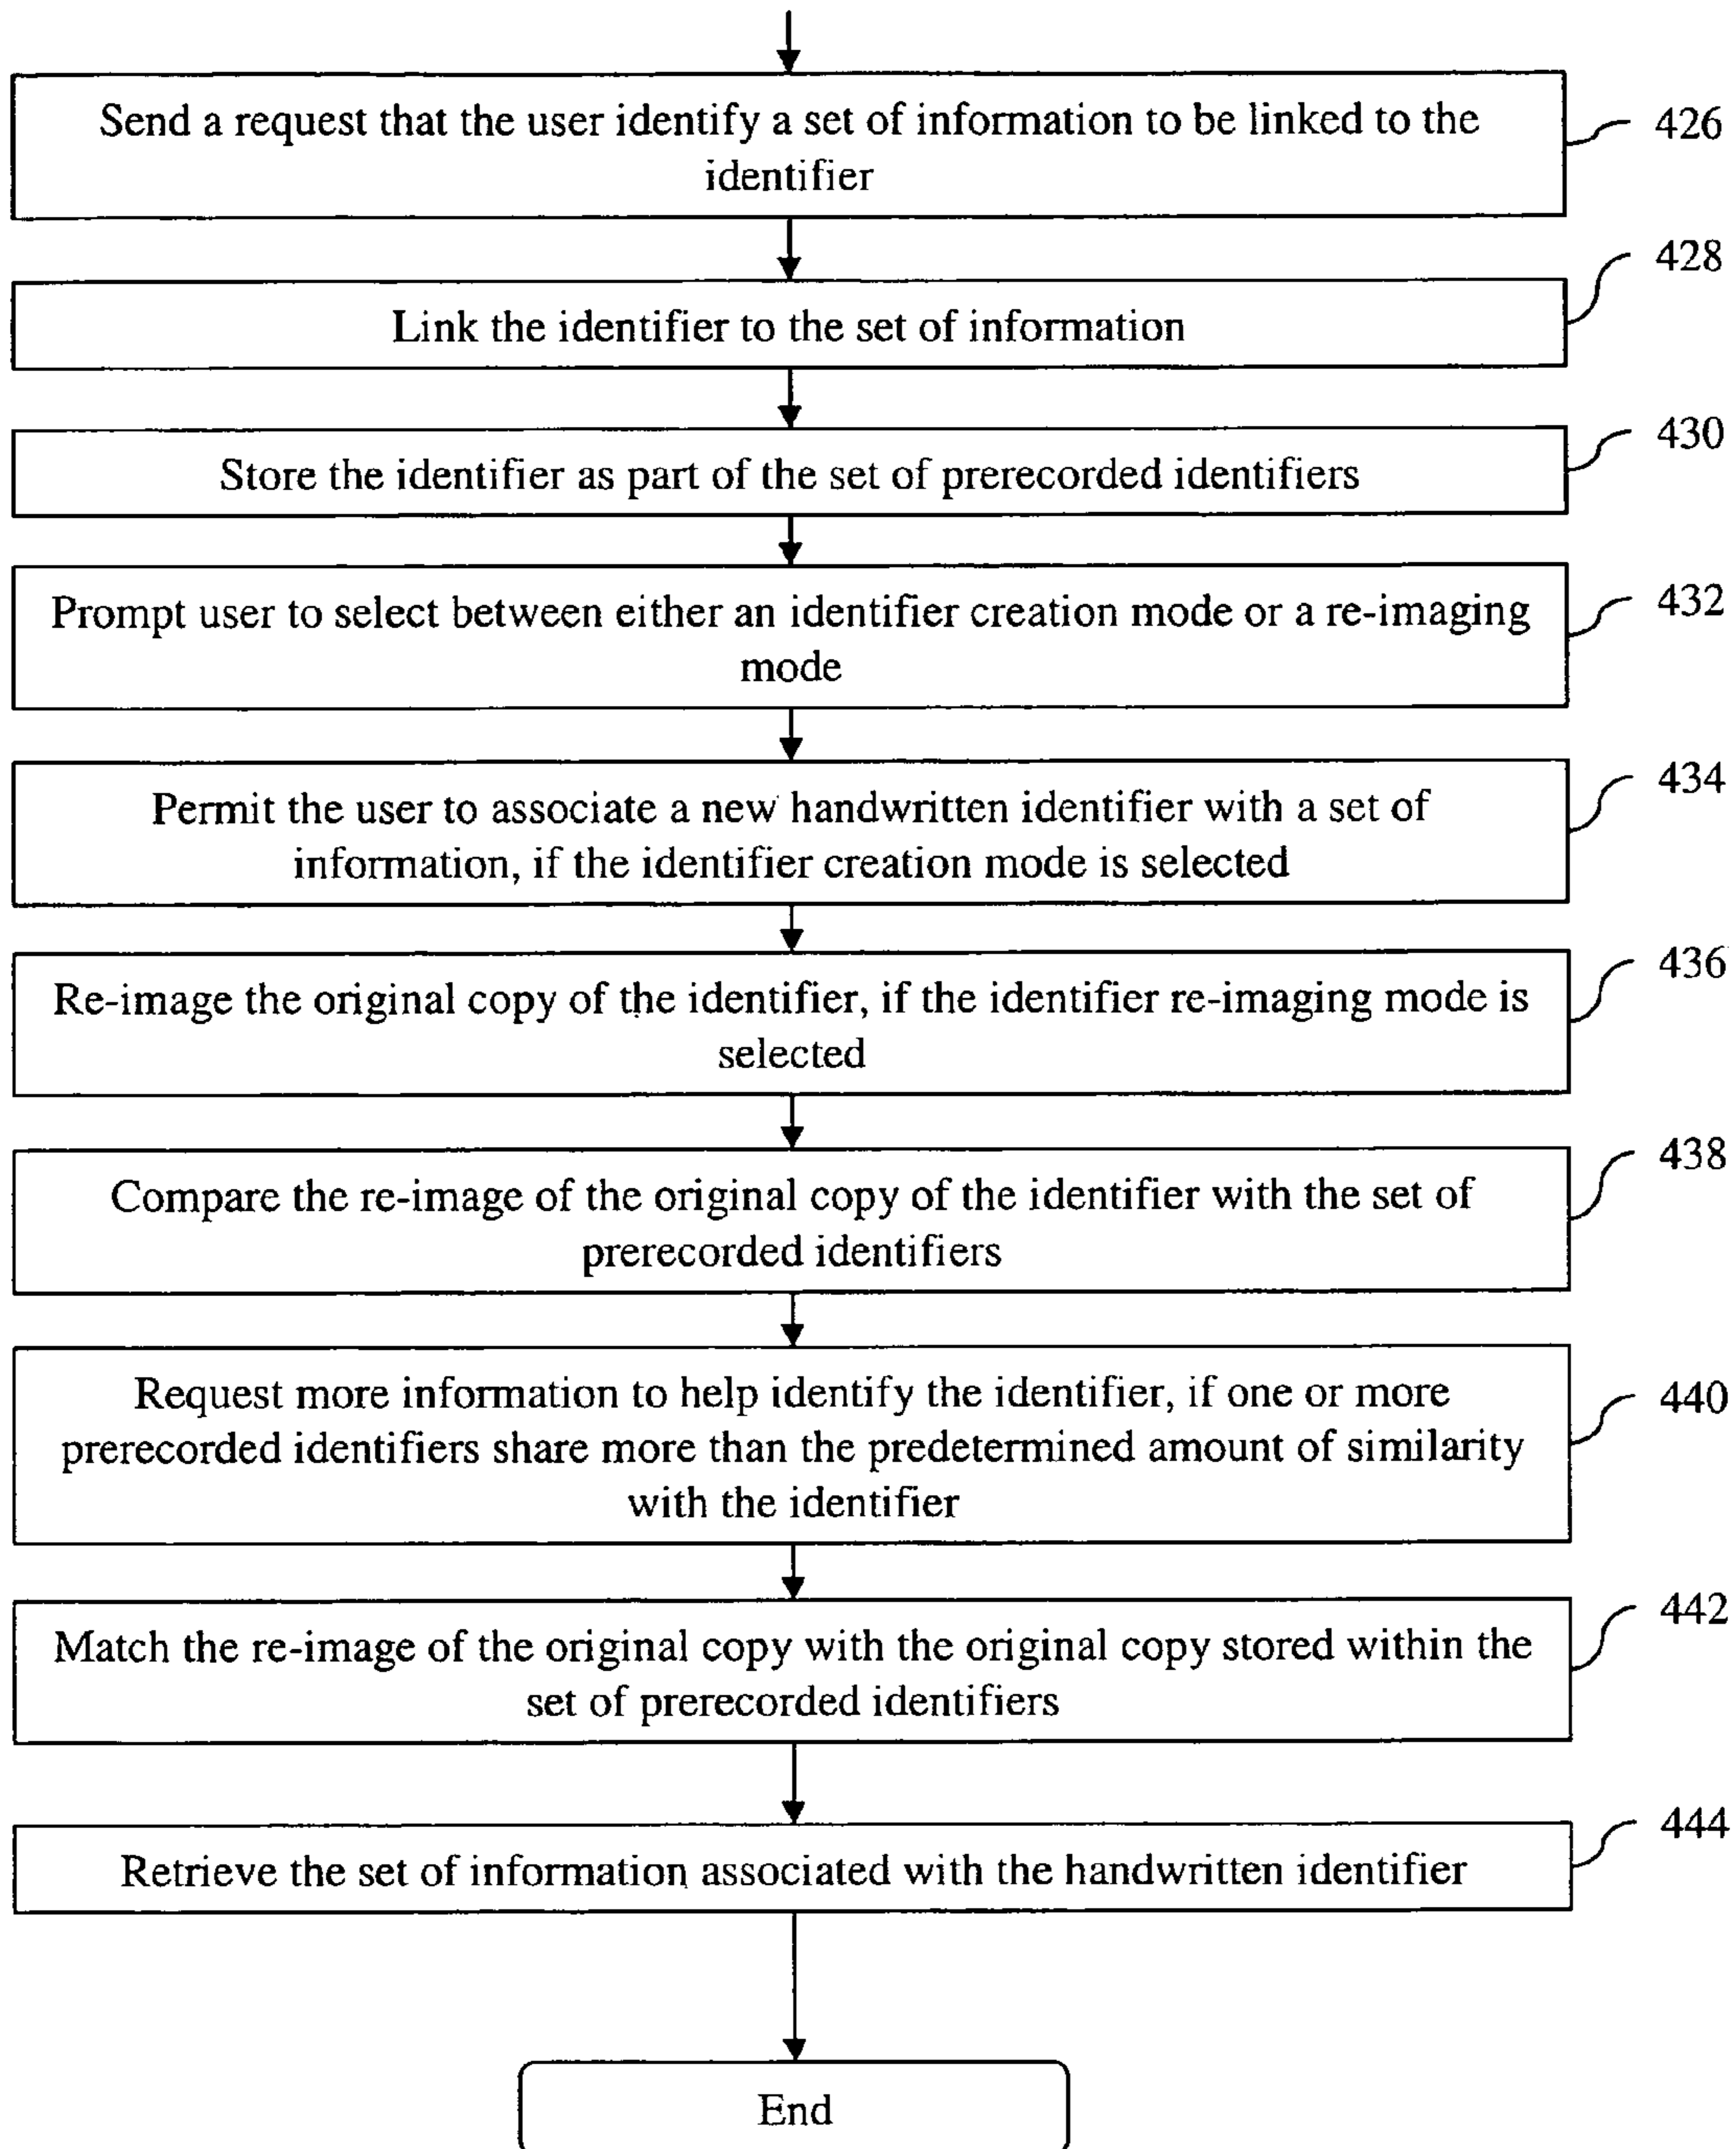 Send a request that the user identify a set of information to be linked to the
identifier
426
Link the identifier to the set of information
428
Store the identifier as part of the set of prerecorded identifiers
430
Prompt user to select between either an identifier creation mode or a re-imaging
mode
432
Permit the user to associate a new handwritten identifier with a set of
information, if the identifier creation mode is selected
434
Re-image the original copy of the identifier, if the identifier re-imaging mode is
selected
436
Compare the re-image of the original copy of the identifier with the set of
prerecorded identifiers
438
Request more information to help identify the identifier, if one or more
prerecorded identifiers share more than the predetermined amount of similarity
with the identifier
440
Match the re-image of the original copy with the original copy stored within the
set of prerecorded identifiers
442
Retrieve the set of information associated with the handwritten identifier
444
End